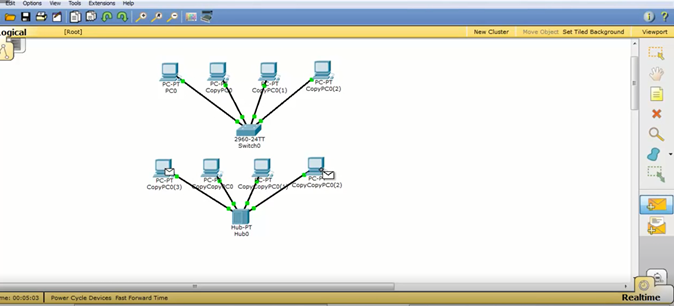 Edit Options View Tools Extensions Help
Logical [Root] New Cluster Move Object Set Tiled Background Viewport
PC-PT PC-PT PC-PT PC-PT
PC0 CopyPC0 CopyPC0(1) CopyPC0(2)
2960-24TT
Switch0
PC-PT PC-PT PC-PT PC-PT
CopyPC0(3) CopyCopyPC0 CopyCopyPC0(1) CopyCopyPC0(2)
Hub-PT
Hub0
me: 00:05:03 Power Cycle Devices Fast Forward Time
Realtime